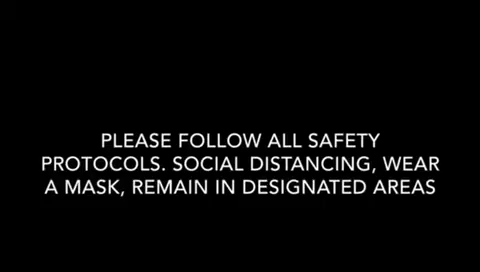 PLEASE FOLLOW ALL SAFETY
PROTOCOLS. SOCIAL DISTANCING, WEAR
A MASK, REMAIN IN DESIGNATED AREAS